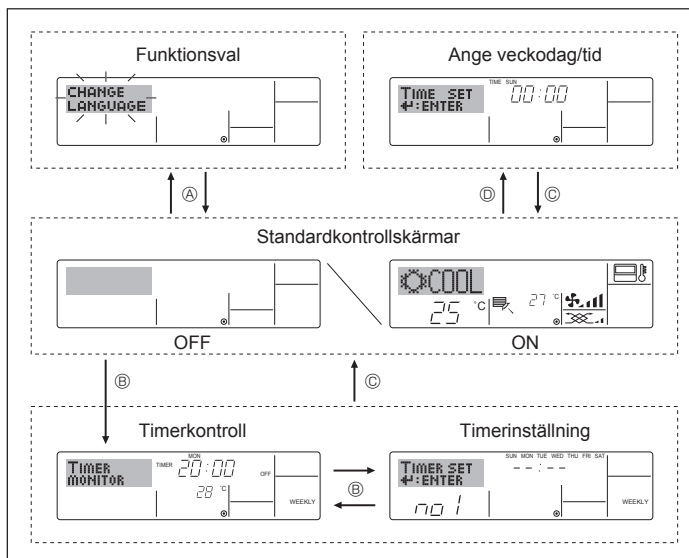 Funktionsval
CHANGE
LANGUAGE
Ange veckodag/tid
TIME SUN
TIME SET 00:00
↵:ENTER
Ⓐ
Ⓓ
Ⓒ
Standardkontrollskärmar
COOL
25 °C
27 °C
OFF
ON
Ⓑ
Ⓒ
Timerkontroll
MON
TIMER 20:00 OFF
TIMER
MONITOR
28 °C
WEEKLY
Ⓑ
Timerinställning
SUN MON TUE WED THU FRI SAT
TIMER SET --:--
↵:ENTER
no 1
WEEKLY